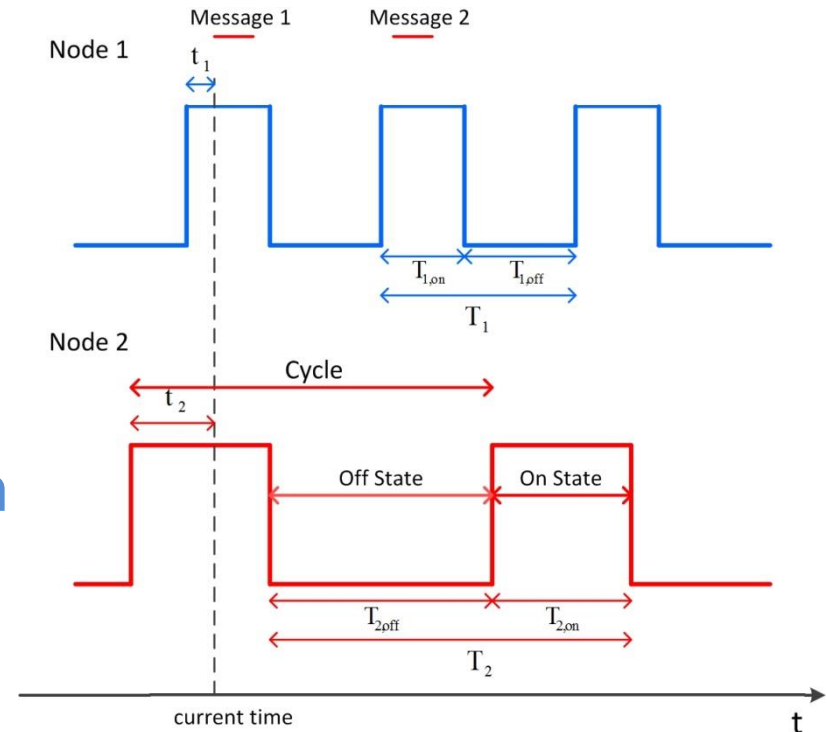 Message 1
Message 2
Node 1
t1
T1,on
T1,off
T1
Node 2
Cycle
t2
Off State
On State
T2,off
T2,on
T2
n
current time
t